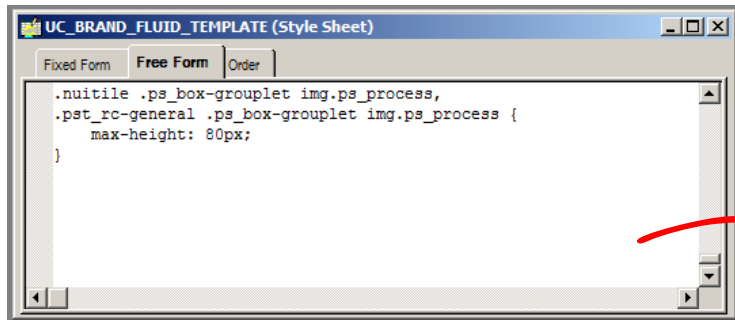 UC_BRAND_FLUID_TEMPLATE (Style Sheet)
Fixed Form Free Form Order
.nuitile .ps_box-grouplet img.ps_process,
.pst_rc-general .ps_box-grouplet img.ps_process {
max-height: 80px;
}